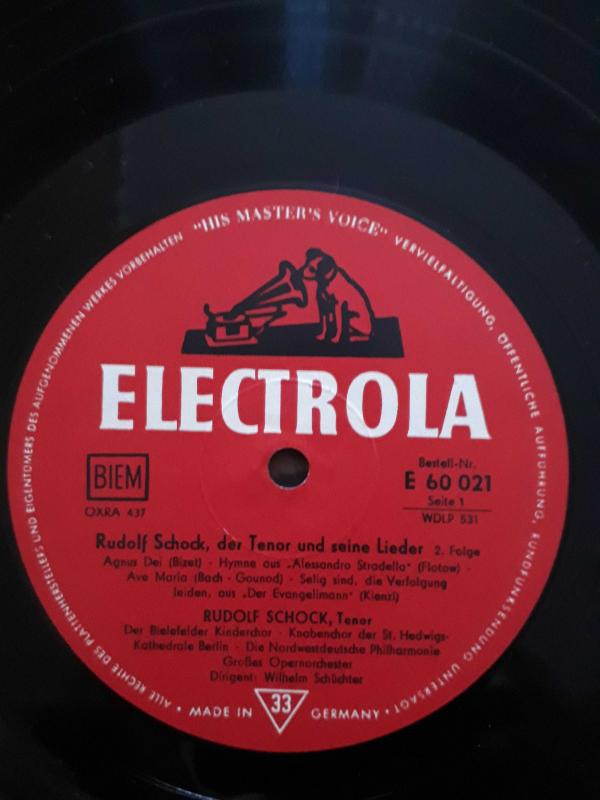 "HIS MASTER'S VOICE"
ELECTROLA
BIEM
OXRA 437
Bestell-Nr.
E 60 021
Seite 1
WDLP 531
Rudolf Schock, der Tenor und seine Lieder 2. Folge
Agnus Dei (Bizet) · Hymne aus „Alessandro Stradella" (Flotow) ·
Ave Maria (Bach - Gounod) · Selig sind, die Verfolgung
leiden, aus „Der Evangelimann" (Kienzl)
RUDOLF SCHOCK, Tenor
Der Bielefelder Kinderchor · Knabenchor der St. Hedwigs-
Kathedrale Berlin · Die Nordwestdeutsche Philharmonie
Großes Opernorchester
Dirigent: Wilhelm Schüchter
33
MADE IN GERMANY
ALLE RECHTE DES PLATTENHERSTELLERS UND EIGENTÜMERS DES AUFGENOMMENEN WERKES VORBEHALTEN
VERVIELFÄLTIGUNG, ÖFFENTLICHE AUFFÜHRUNG, RUNDFUNKSENDUNG UNTERSAGT